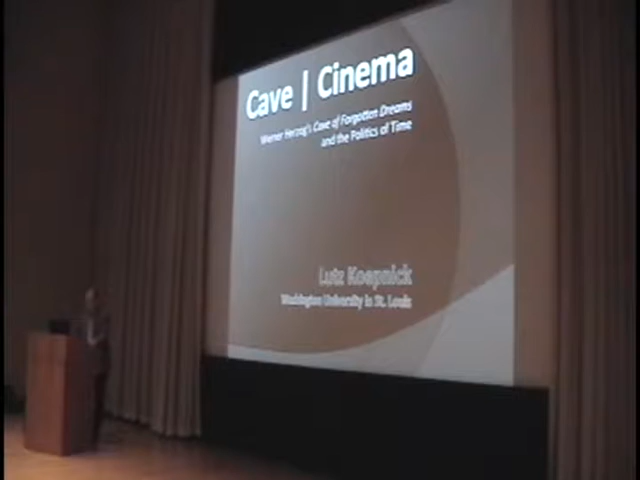 Cave | Cinema
Werner Herzog's Cave of Forgotten Dreams
and the Politics of Time
Lutz Koepnick
Washington University in St. Louis